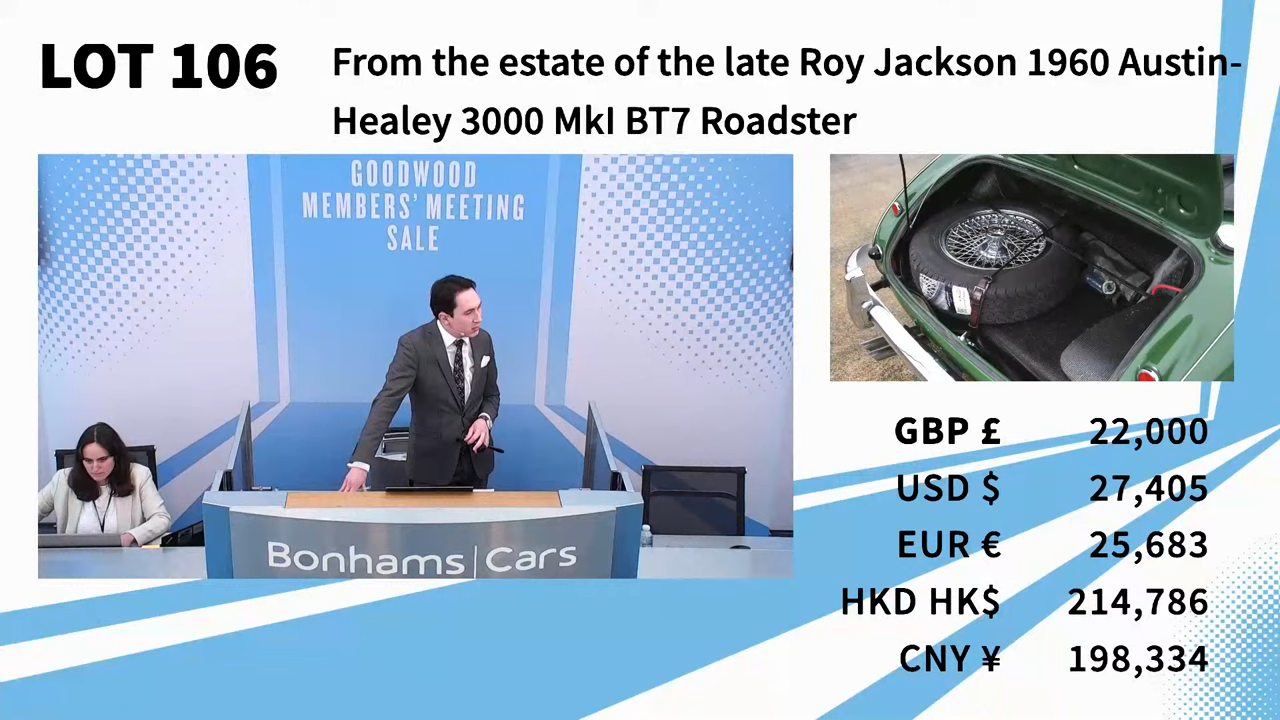 LOT 106
From the estate of the late Roy Jackson 1960 Austin-
Healey 3000 MkI BT7 Roadster
GOODWOOD
MEMBERS' MEETING
SALE
Bonhams | Cars
GBP £ 22,000
USD $ 27,405
EUR € 25,683
HKD HK$ 214,786
CNY ¥ 198,334